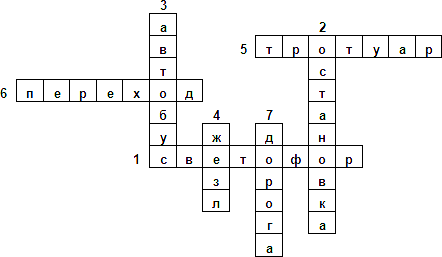 3 автобус
2 остановка
5 тротуар
6 переход
4 жезл
7 дорога
1 светофор